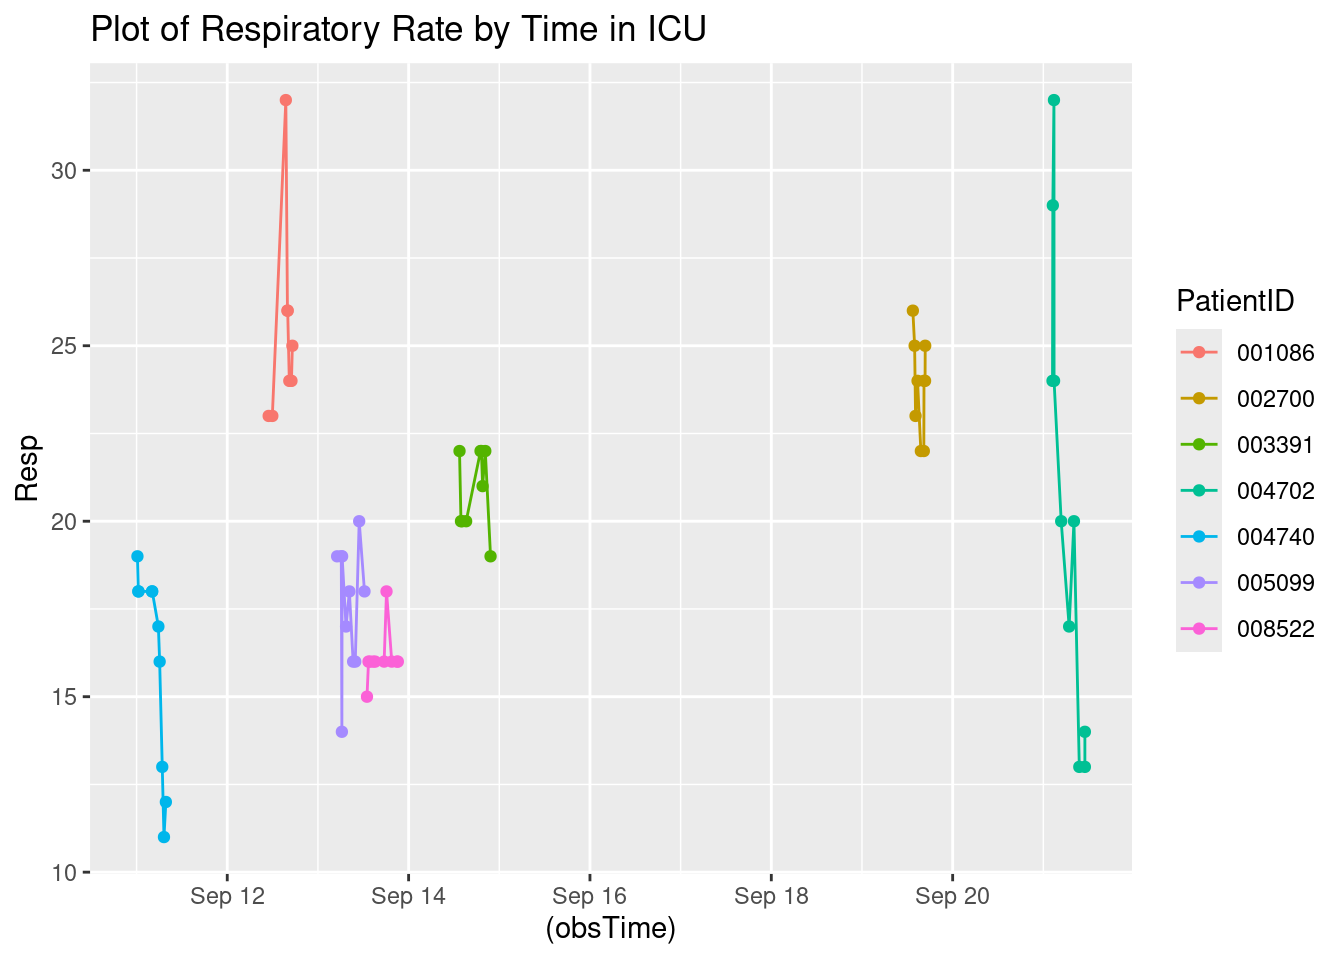 Plot of Respiratory Rate by Time in ICU
Resp
30
25
20
15
10
Sep 12
Sep 14
Sep 16
Sep 18
Sep 20
(obsTime)
PatientID
001086
002700
003391
004702
004740
005099
008522